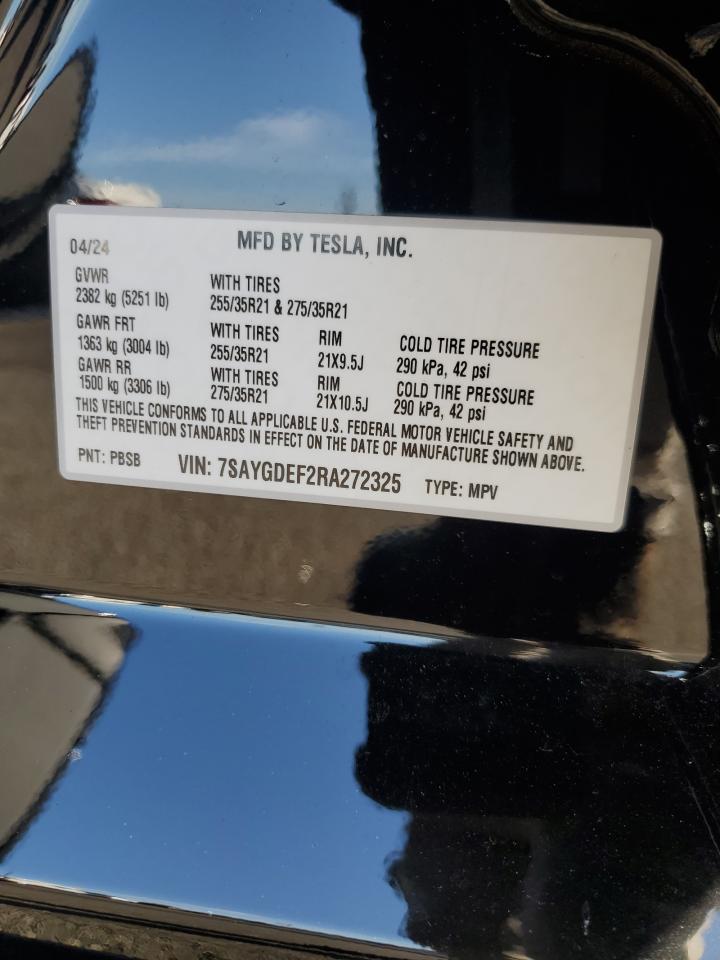 04/24 MFD BY TESLA, INC.
GVWR
2382 kg (5251 lb)
WITH TIRES
255/35R21 & 275/35R21
GAWR FRT
1363 kg (3004 lb)
WITH TIRES
255/35R21
RIM
21X9.5J
COLD TIRE PRESSURE
290 kPa, 42 psi
GAWR RR
1500 kg (3306 lb)
WITH TIRES
275/35R21
RIM
21X10.5J
COLD TIRE PRESSURE
290 kPa, 42 psi
THIS VEHICLE CONFORMS TO ALL APPLICABLE U.S. FEDERAL MOTOR VEHICLE SAFETY AND
THEFT PREVENTION STANDARDS IN EFFECT ON THE DATE OF MANUFACTURE SHOWN ABOVE.
PNT: PBSB VIN: 7SAYGDEF2RA272325 TYPE: MPV